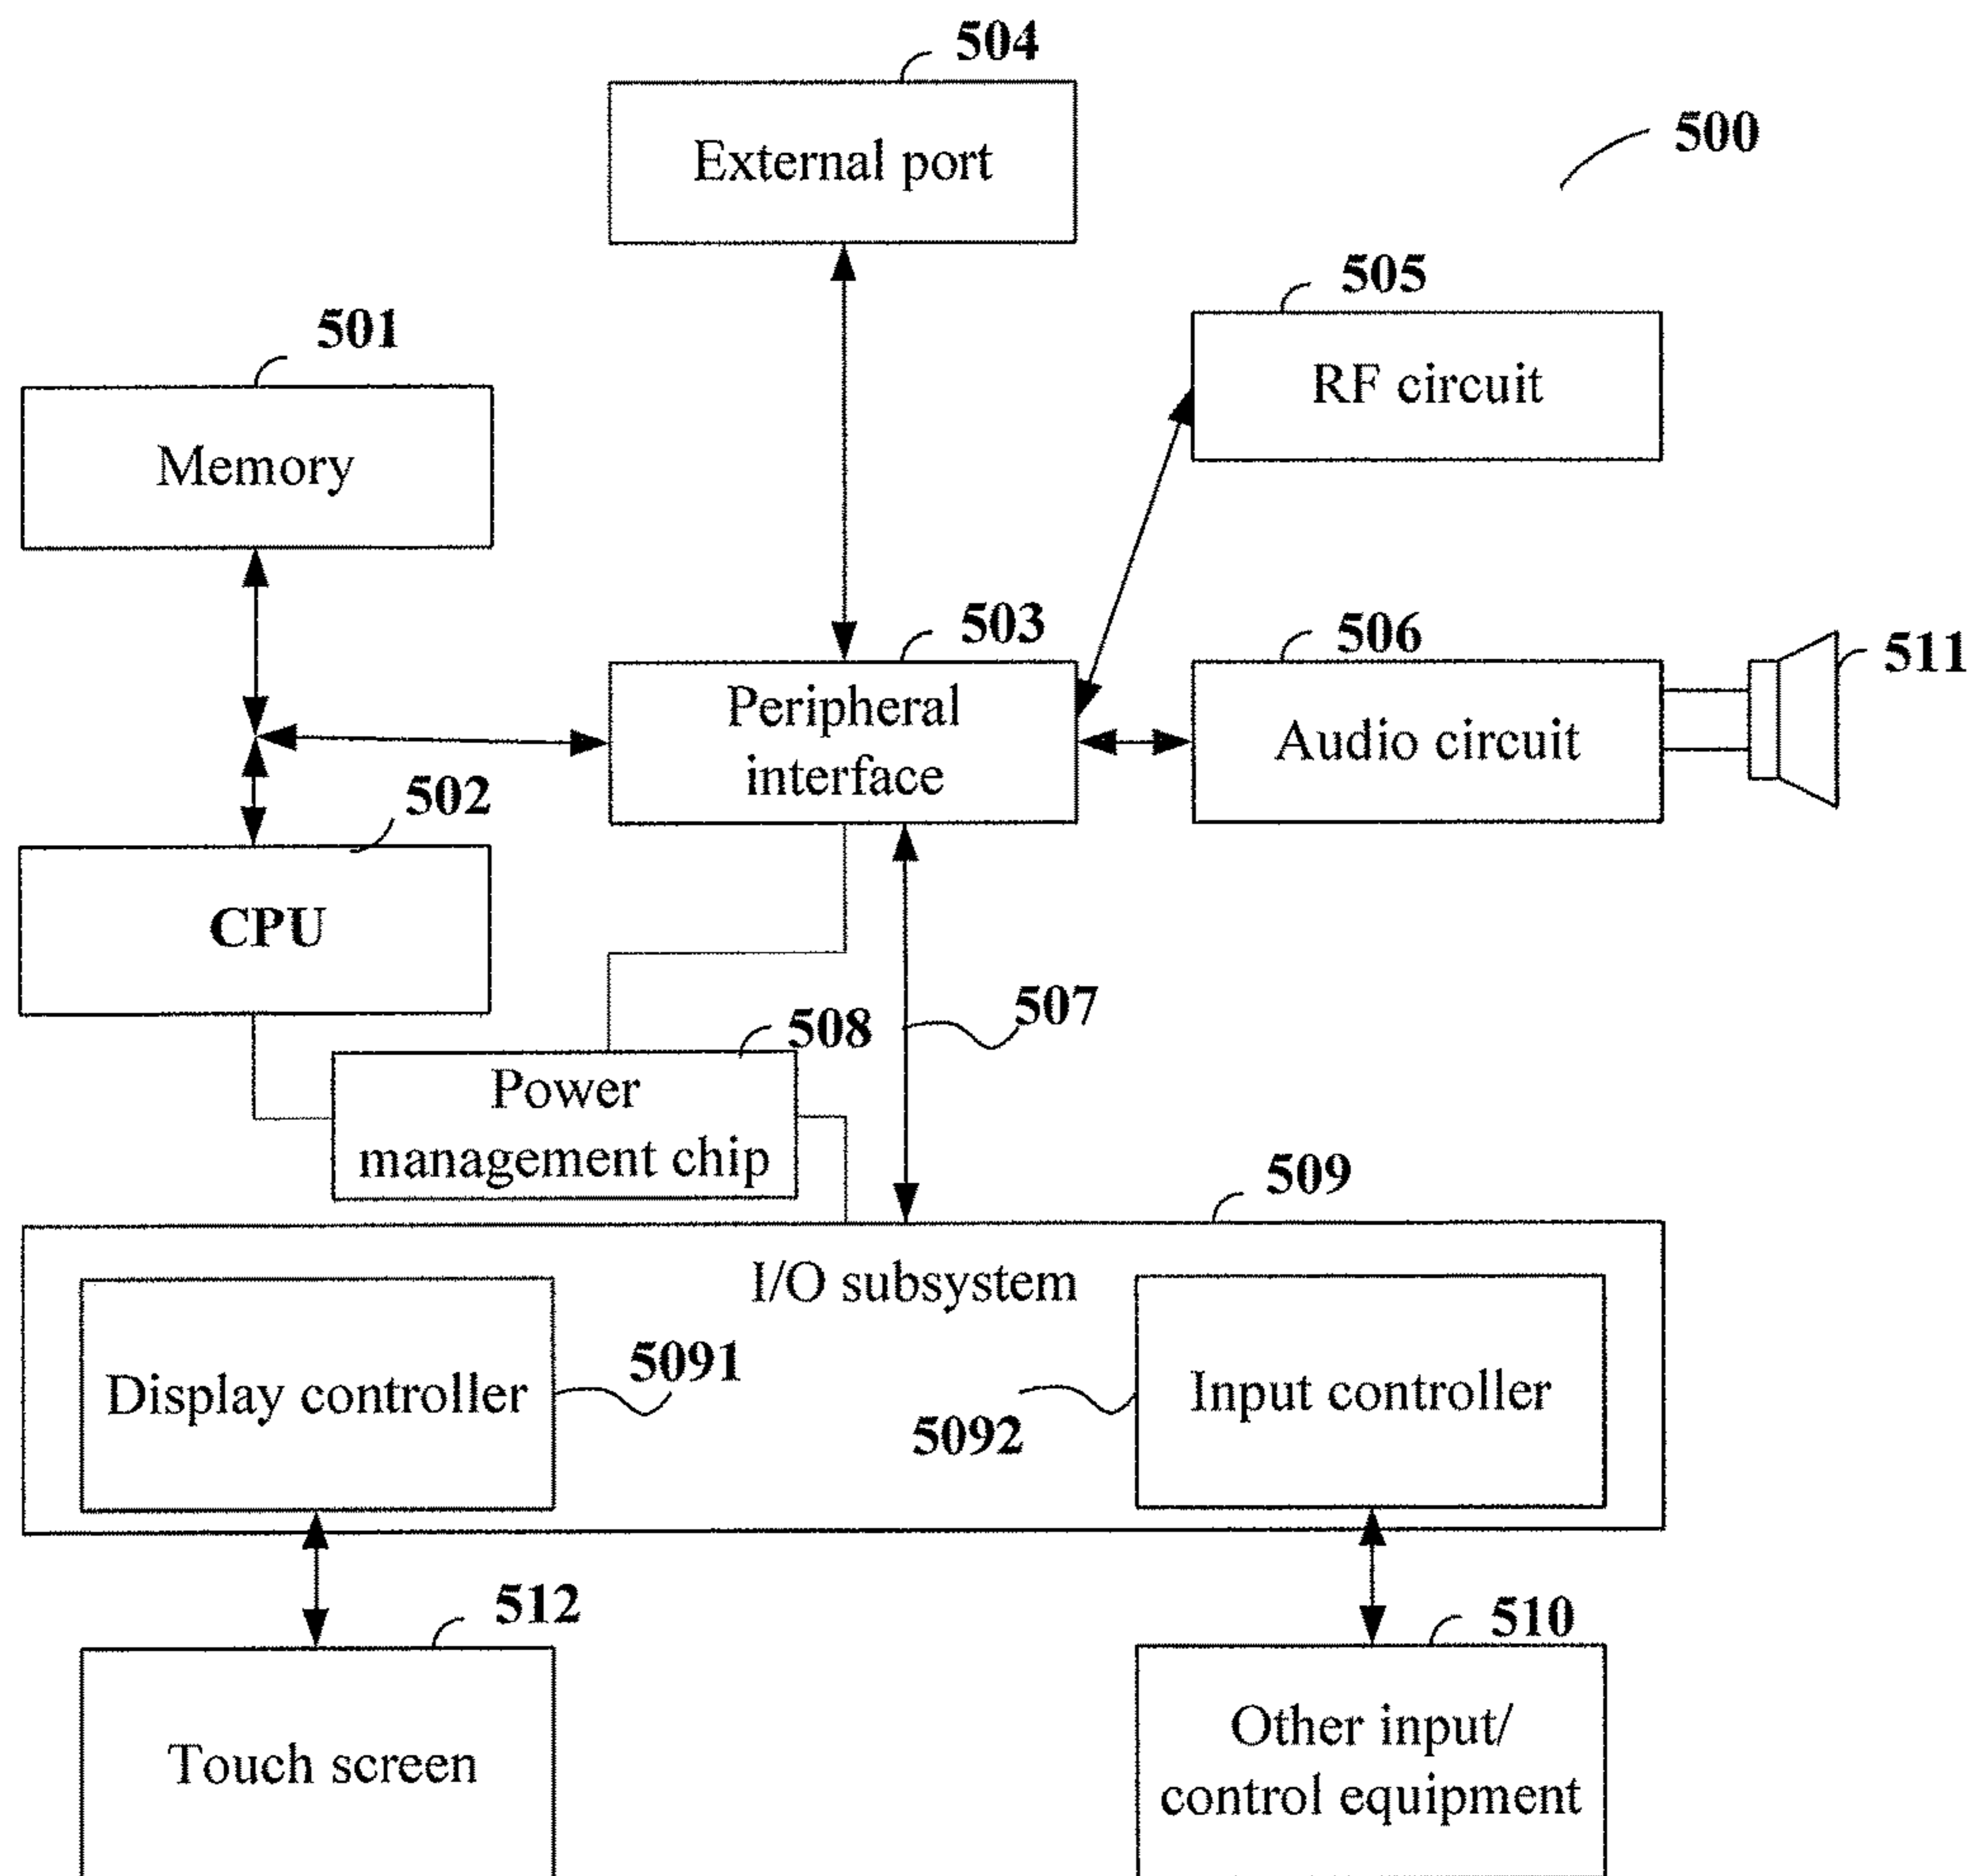 504
External port
500
505
RF circuit
501
Memory
503
Peripheral
interface
506
Audio circuit
511
502
CPU
507
508
Power
management chip
509
I/O subsystem
Display controller
5091
Input controller
5092
512
Touch screen
510
Other input/
control equipment